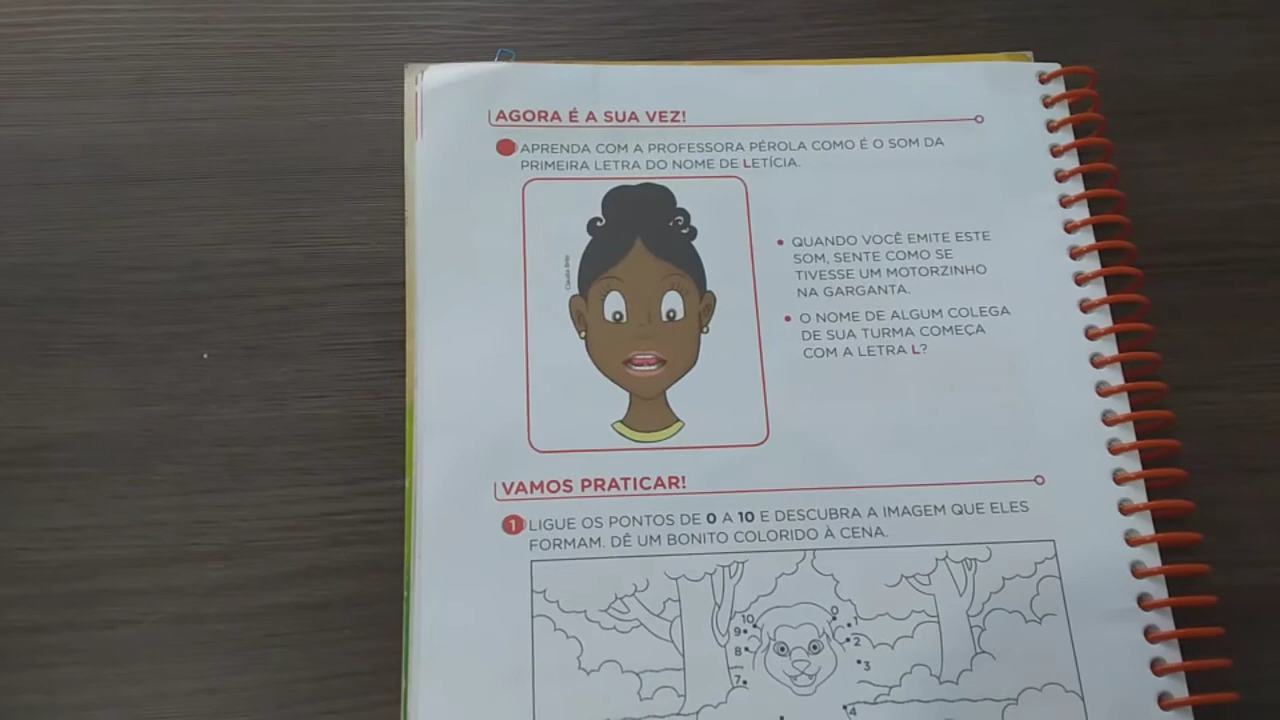 AGORA É A SUA VEZ!
APRENDA COM A PROFESSORA PÉROLA COMO É O SOM DA
PRIMEIRA LETRA DO NOME DE LETÍCIA.
Claudia Brito
• QUANDO VOCÊ EMITE ESTE
SOM, SENTE COMO SE
TIVESSE UM MOTORZINHO
NA GARGANTA.
• O NOME DE ALGUM COLEGA
DE SUA TURMA COMEÇA
COM A LETRA L?
VAMOS PRATICAR!
1 LIGUE OS PONTOS DE 0 A 10 E DESCUBRA A IMAGEM QUE ELES
FORMAM. DÊ UM BONITO COLORIDO À CENA.
10
0
1
9
2
8
3
7
4